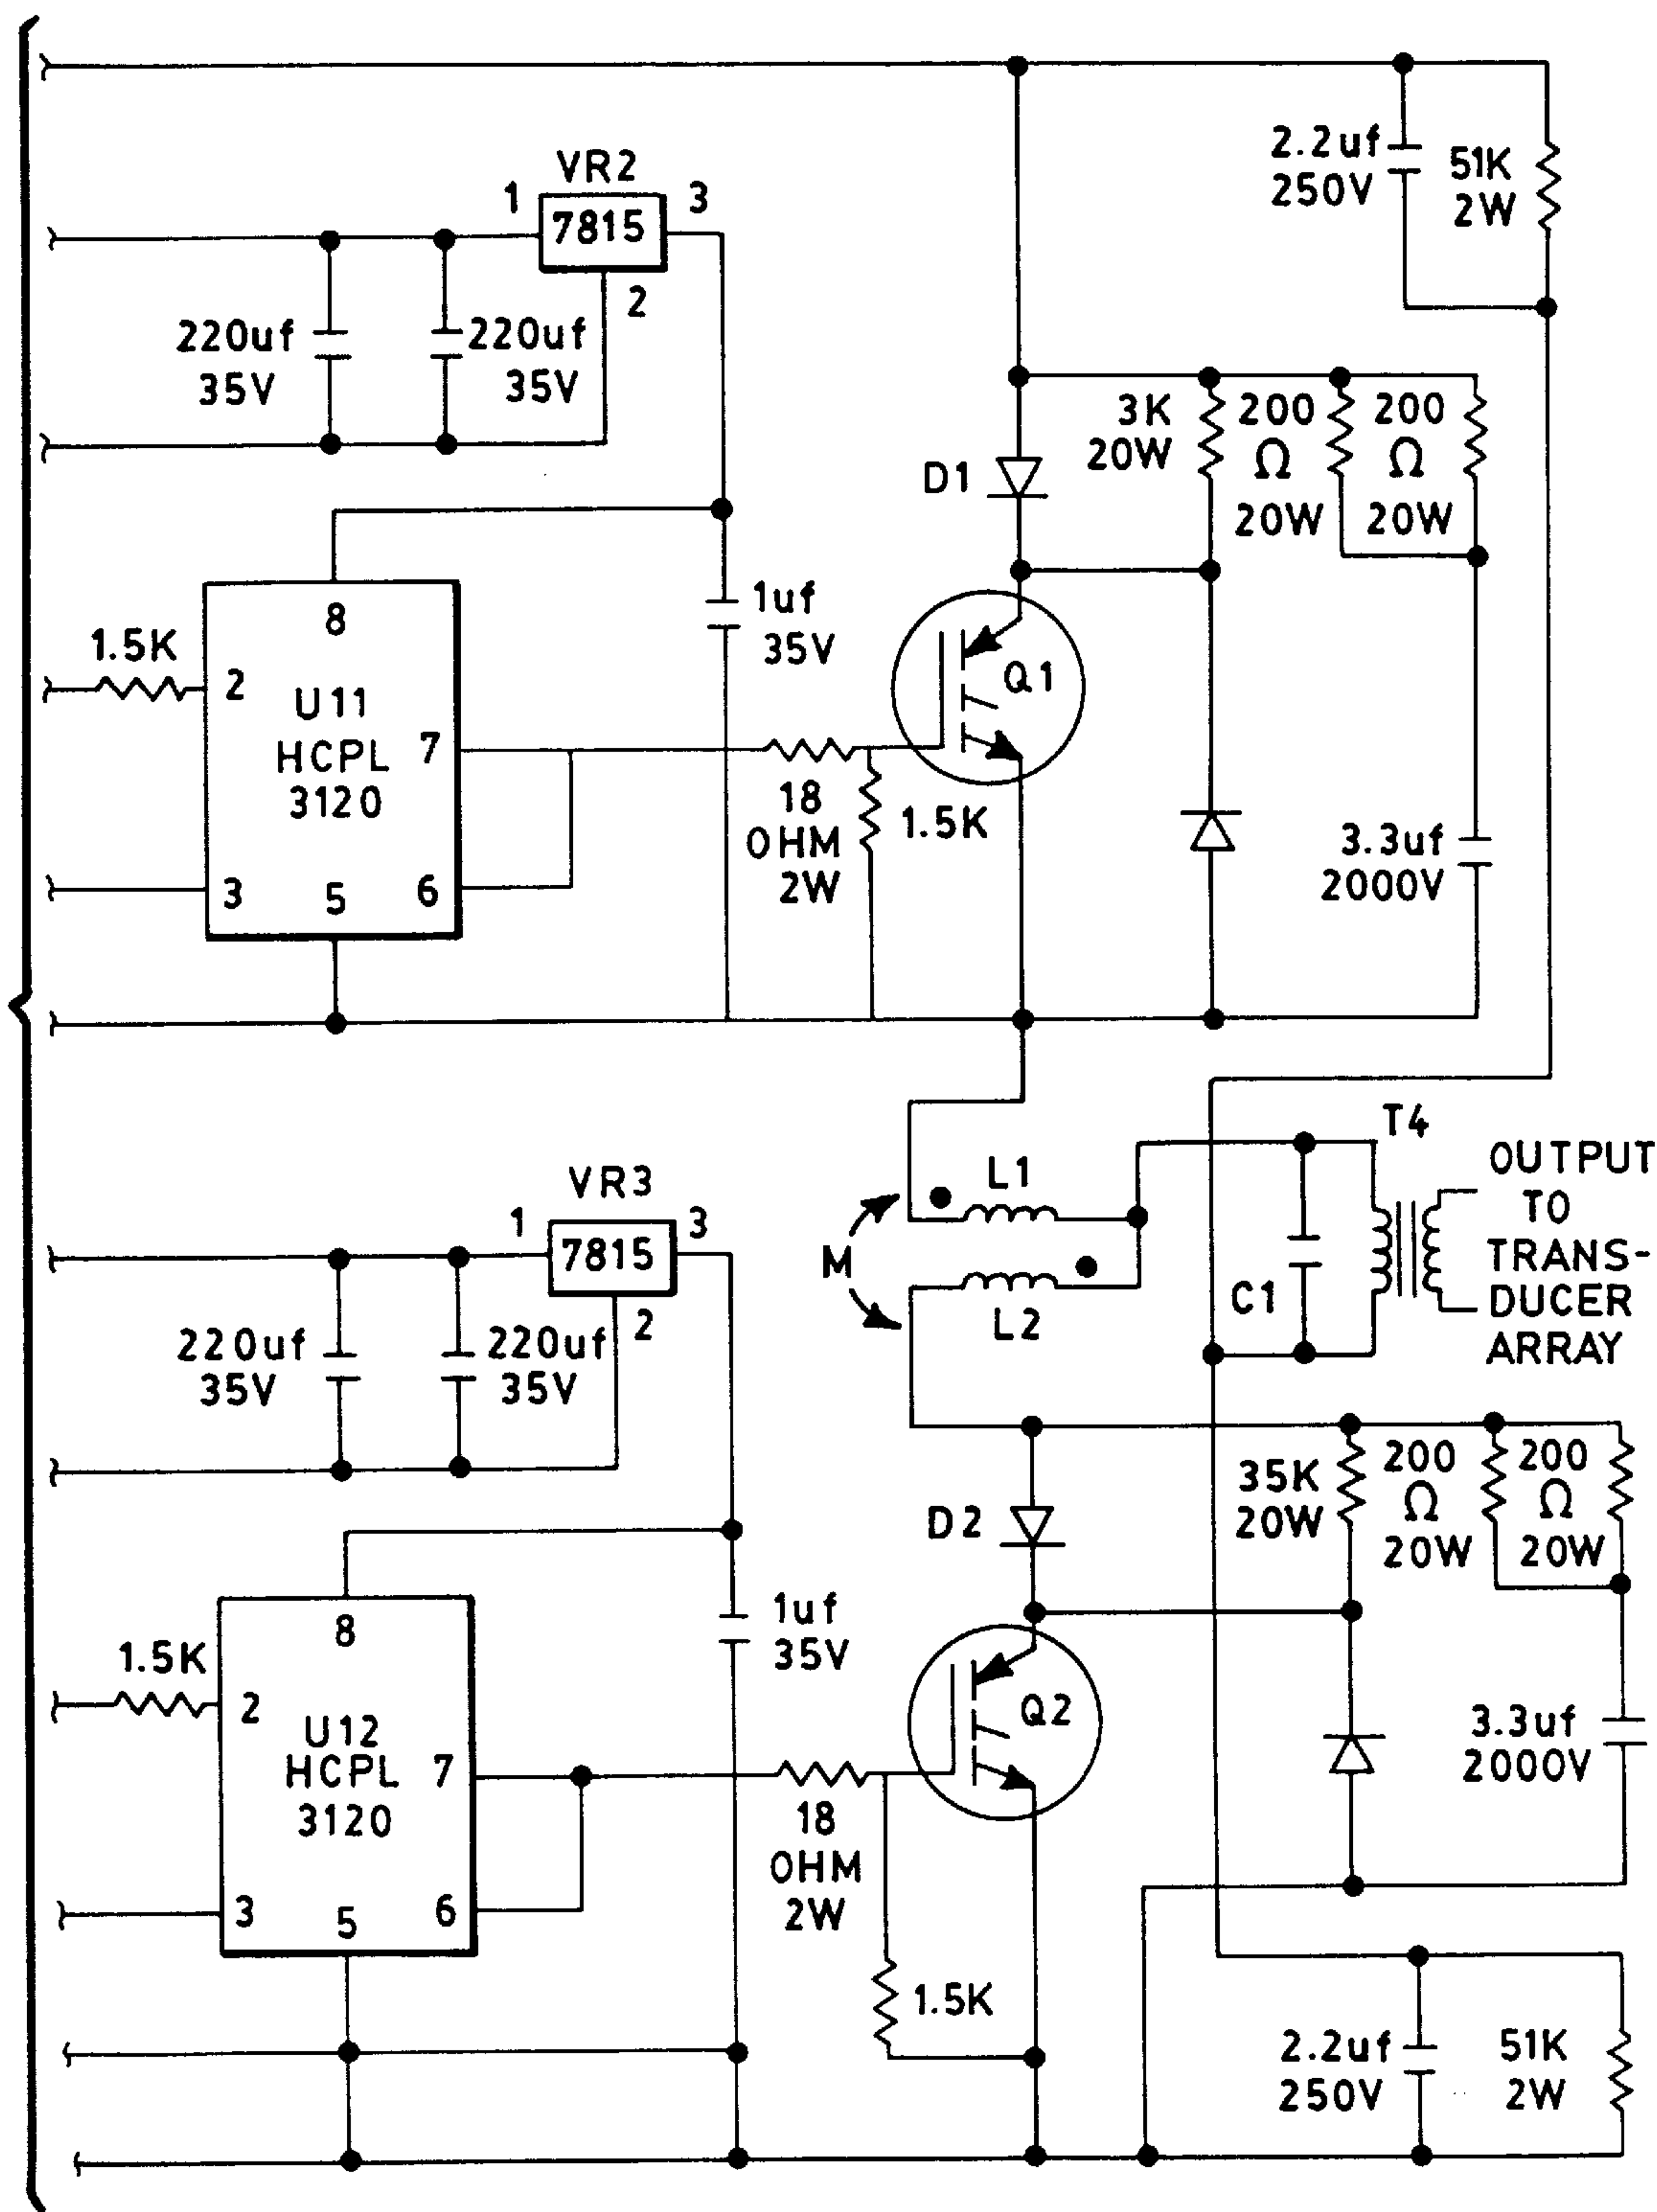 2.2uf
250V
51K
2W
VR2
1
7815
3
2
220uf
35V
220uf
35V
3K
20W
200
Ω
20W
200
Ω
20W
D1
1uf
35V
1.5K
8
2
U11
HCPL
3120
7
3
5
6
Q1
18
OHM
2W
1.5K
3.3uf
2000V
T4
OUTPUT
TO
TRANS-
DUCER
ARRAY
L1
M
L2
C1
VR3
1
7815
3
2
220uf
35V
220uf
35V
35K
20W
200
Ω
20W
200
Ω
20W
D2
1uf
35V
1.5K
8
2
U12
HCPL
3120
7
3
5
6
Q2
18
OHM
2W
1.5K
3.3uf
2000V
2.2uf
250V
51K
2W